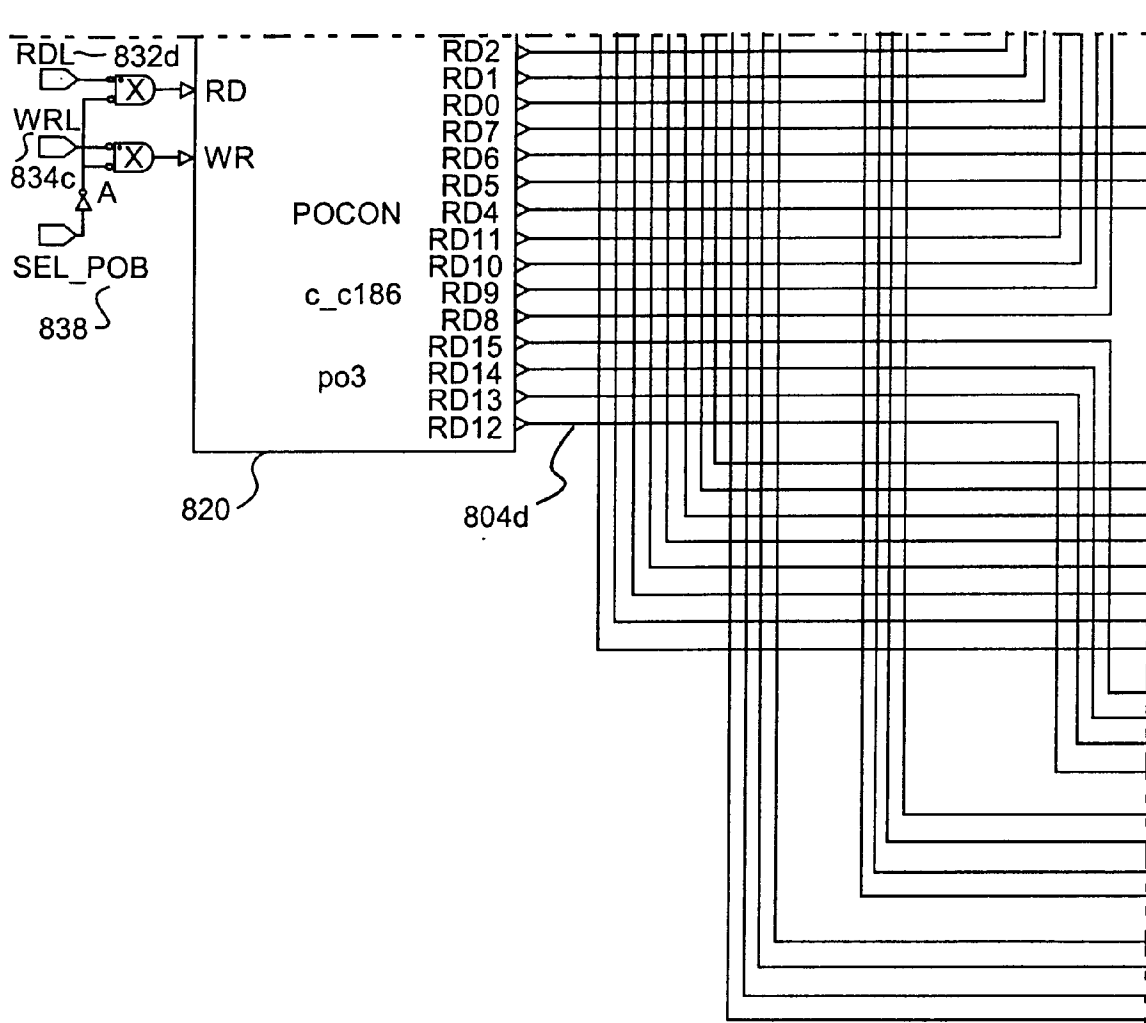 RDL 832d
RD
WRL
834c
WR
A
SEL_POB
838
POCON
c_c186
po3
RD2
RD1
RD0
RD7
RD6
RD5
RD4
RD11
RD10
RD9
RD8
RD15
RD14
RD13
RD12
X
X
820
804d